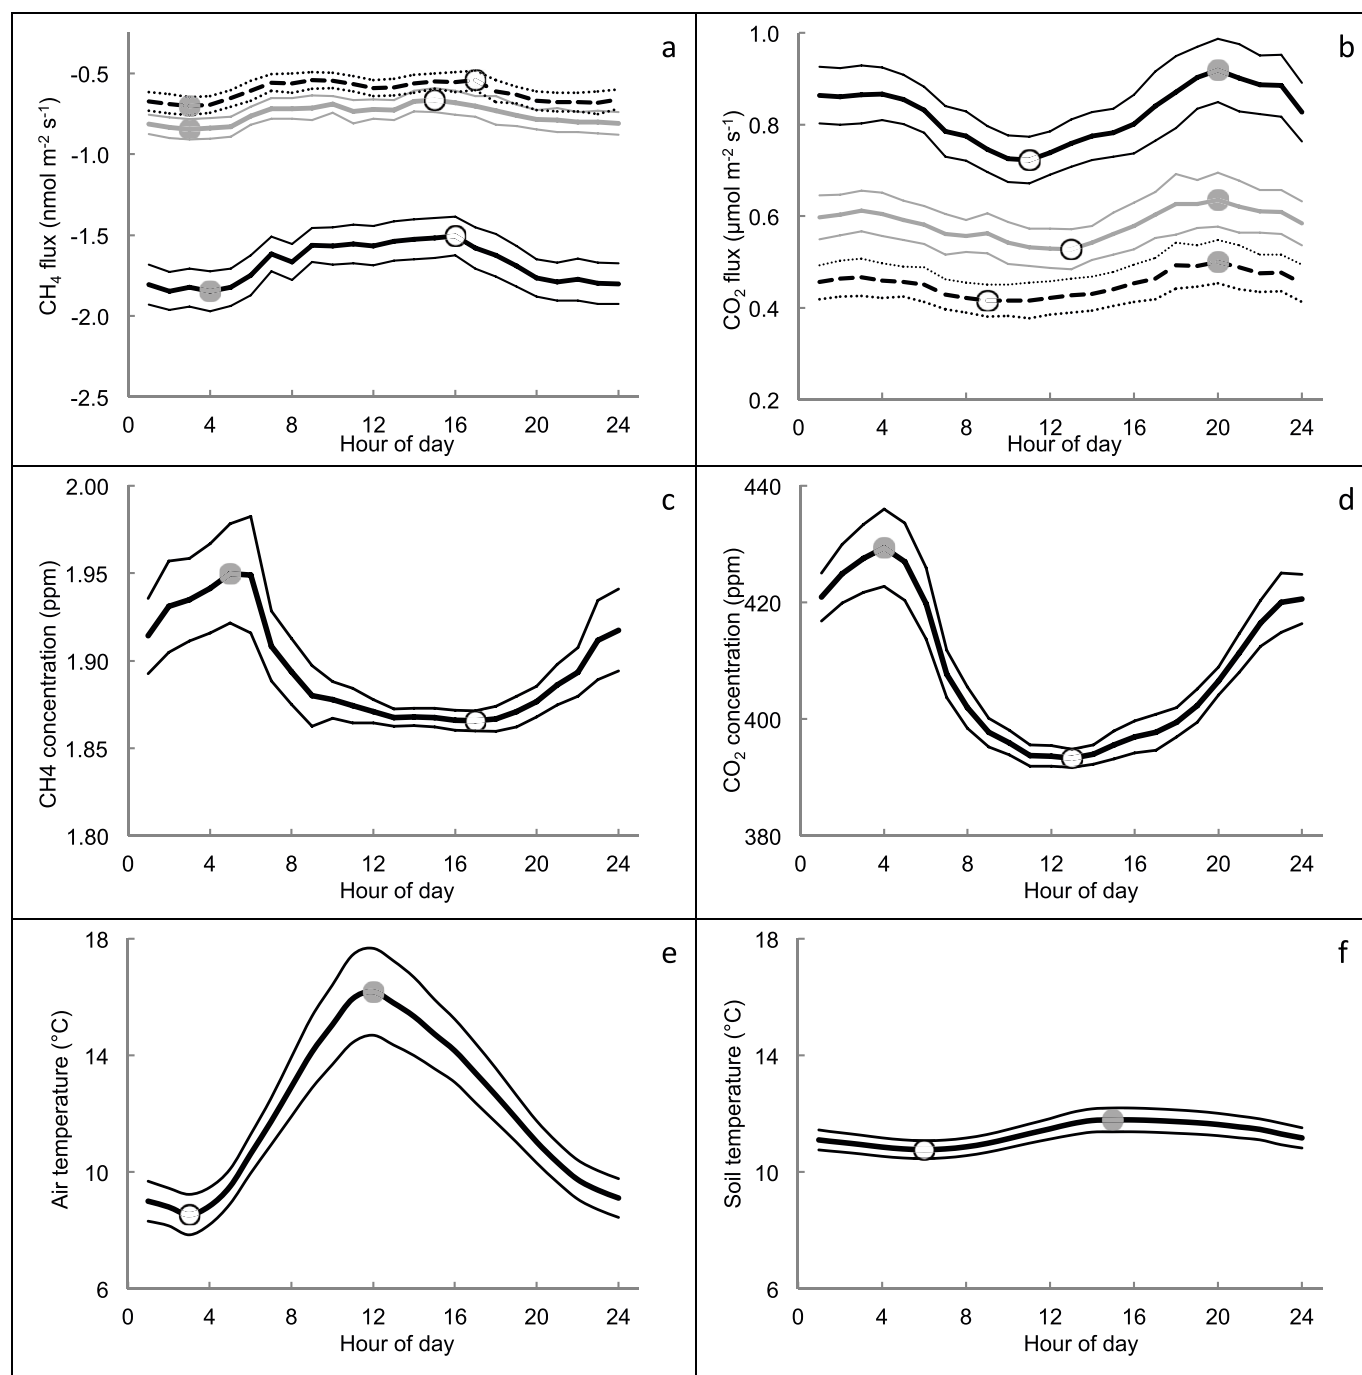 a
-0.5
-1.0
-1.5
-2.0
-2.5
CH4 flux (nmol m-2 s-1)
0 4 8 12 16 20 24
Hour of day
b
1.0
0.8
0.6
0.4
0.2
CO2 flux (µmol m-2 s-1)
0 4 8 12 16 20 24
Hour of day
c
2.00
1.95
1.90
1.85
1.80
CH4 concentration (ppm)
0 4 8 12 16 20 24
Hour of day
d
440
420
400
380
CO2 concentration (ppm)
0 4 8 12 16 20 24
Hour of day
e
18
14
10
6
Air temperature (°C)
0 4 8 12 16 20 24
Hour of day
f
18
14
10
6
Soil temperature (°C)
0 4 8 12 16 20 24
Hour of day